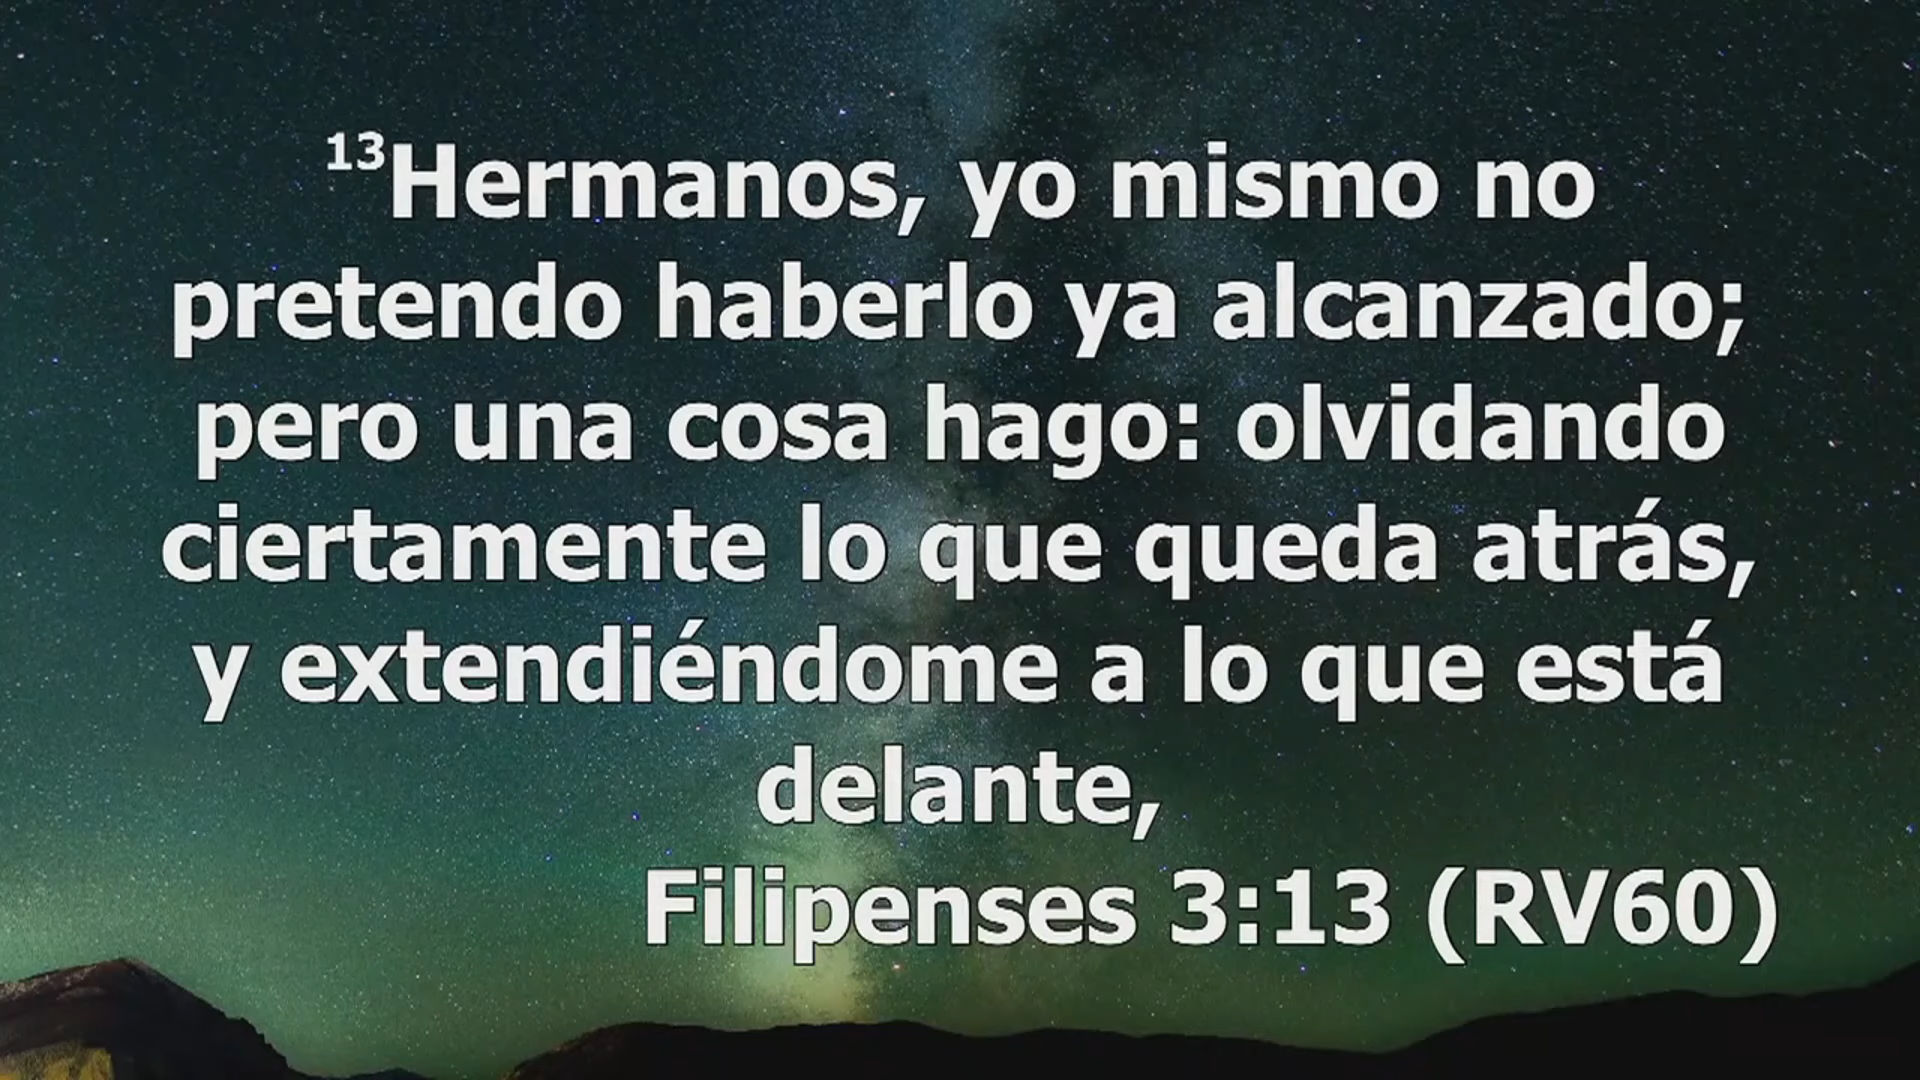 ¹³Hermanos, yo mismo no
pretendo haberlo ya alcanzado;
pero una cosa hago: olvidando
ciertamente lo que queda atrás,
y extendiéndome a lo que está
delante,
Filipenses 3:13 (RV60)